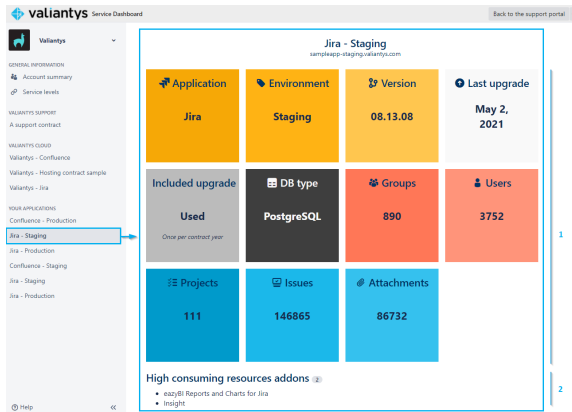 valiantys Service Dashboard
Back to the support portal
Valiantys
GENERAL INFORMATION
Account summary
Service levels
VALIANTYS SUPPORT
A support contract
VALIANTYS CLOUD
Valiantys - Confluence
Valiantys - Hosting contract sample
Valiantys - Jira
YOUR APPLICATIONS
Confluence - Production
Jira - Staging
Jira - Production
Confluence - Staging
Jira - Staging
Jira - Production
Help
Jira - Staging
sampleapp-staging.valiantys.com
Application
Jira
Environment
Staging
Version
08.13.08
Last upgrade
May 2,
2021
Included upgrade
Used
Once per contract year
DB type
PostgreSQL
Groups
890
Users
3752
Projects
111
Issues
146865
Attachments
86732
High consuming resources addons 2
• eazyBI Reports and Charts for Jira
• Insight
1
2